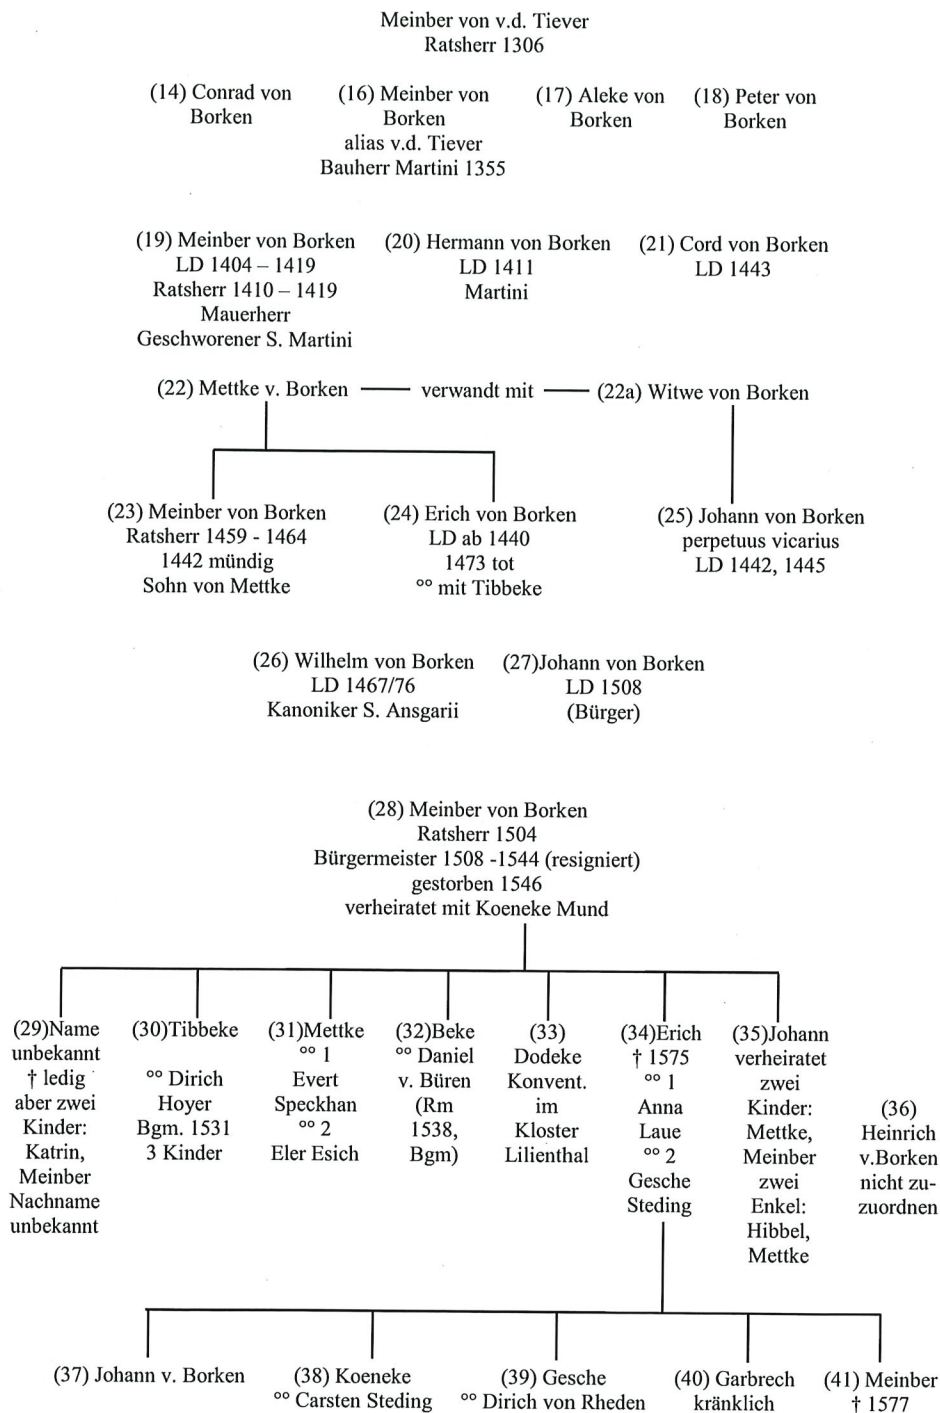 Meinber von v.d. Tiever
Ratsherr 1306
(14) Conrad von
Borken
(16) Meinber von
Borken
alias v.d. Tiever
Bauherr Martini 1355
(17) Aleke von
Borken
(18) Peter von
Borken
(19) Meinber von Borken
LD 1404 – 1419
Ratsherr 1410 – 1419
Mauerherr
Geschworener S. Martini
(20) Hermann von Borken
LD 1411
Martini
(21) Cord von Borken
LD 1443
(22) Mettke v. Borken — verwandt mit — (22a) Witwe von Borken
(23) Meinber von Borken
Ratsherr 1459 - 1464
1442 mündig
Sohn von Mettke
(24) Erich von Borken
LD ab 1440
1473 tot
°° mit Tibbeke
(25) Johann von Borken
perpetuus vicarius
LD 1442, 1445
(26) Wilhelm von Borken
LD 1467/76
Kanoniker S. Ansgarii
(27)Johann von Borken
LD 1508
(Bürger)
(28) Meinber von Borken
Ratsherr 1504
Bürgermeister 1508 -1544 (resigniert)
gestorben 1546
verheiratet mit Koeneke Mund
(29)Name
unbekannt
† ledig
aber zwei
Kinder:
Katrin,
Meinber
Nachname
unbekannt
(30)Tibbeke
°° Dirich
Hoyer
Bgm. 1531
3 Kinder
(31)Mettke
°° 1
Evert
Speckhan
°° 2
Eler Esich
(32)Beke
°° Daniel
v. Büren
(Rm
1538,
Bgm)
(33)
Dodeke
Konvent.
im
Kloster
Lilienthal
(34)Erich
† 1575
°° 1
Anna
Laue
°° 2
Gesche
Steding
(35)Johann
verheiratet
zwei
Kinder:
Mettke,
Meinber
zwei
Enkel:
Hibbel,
Mettke
(36)
Heinrich
v.Borken
nicht zu-
zuordnen
(37) Johann v. Borken
(38) Koeneke
°° Carsten Steding
(39) Gesche
°° Dirich von Rheden
(40) Garbrech
kränklich
(41) Meinber
† 1577